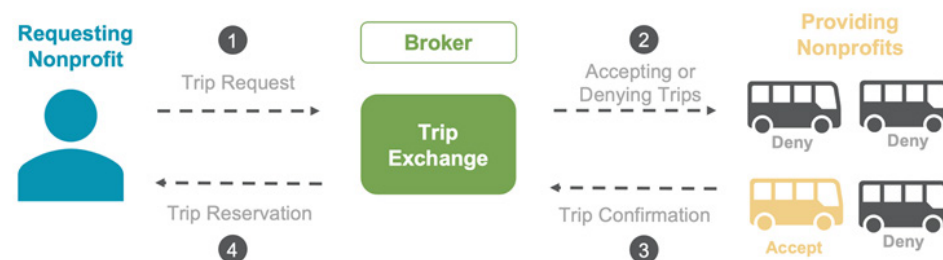 Requesting
Nonprofit
1
Trip Request
Broker
2
Accepting or
Denying Trips
Providing
Nonprofits
Deny
Deny
Trip
Exchange
Trip Reservation
4
Trip Confirmation
3
Accept
Deny